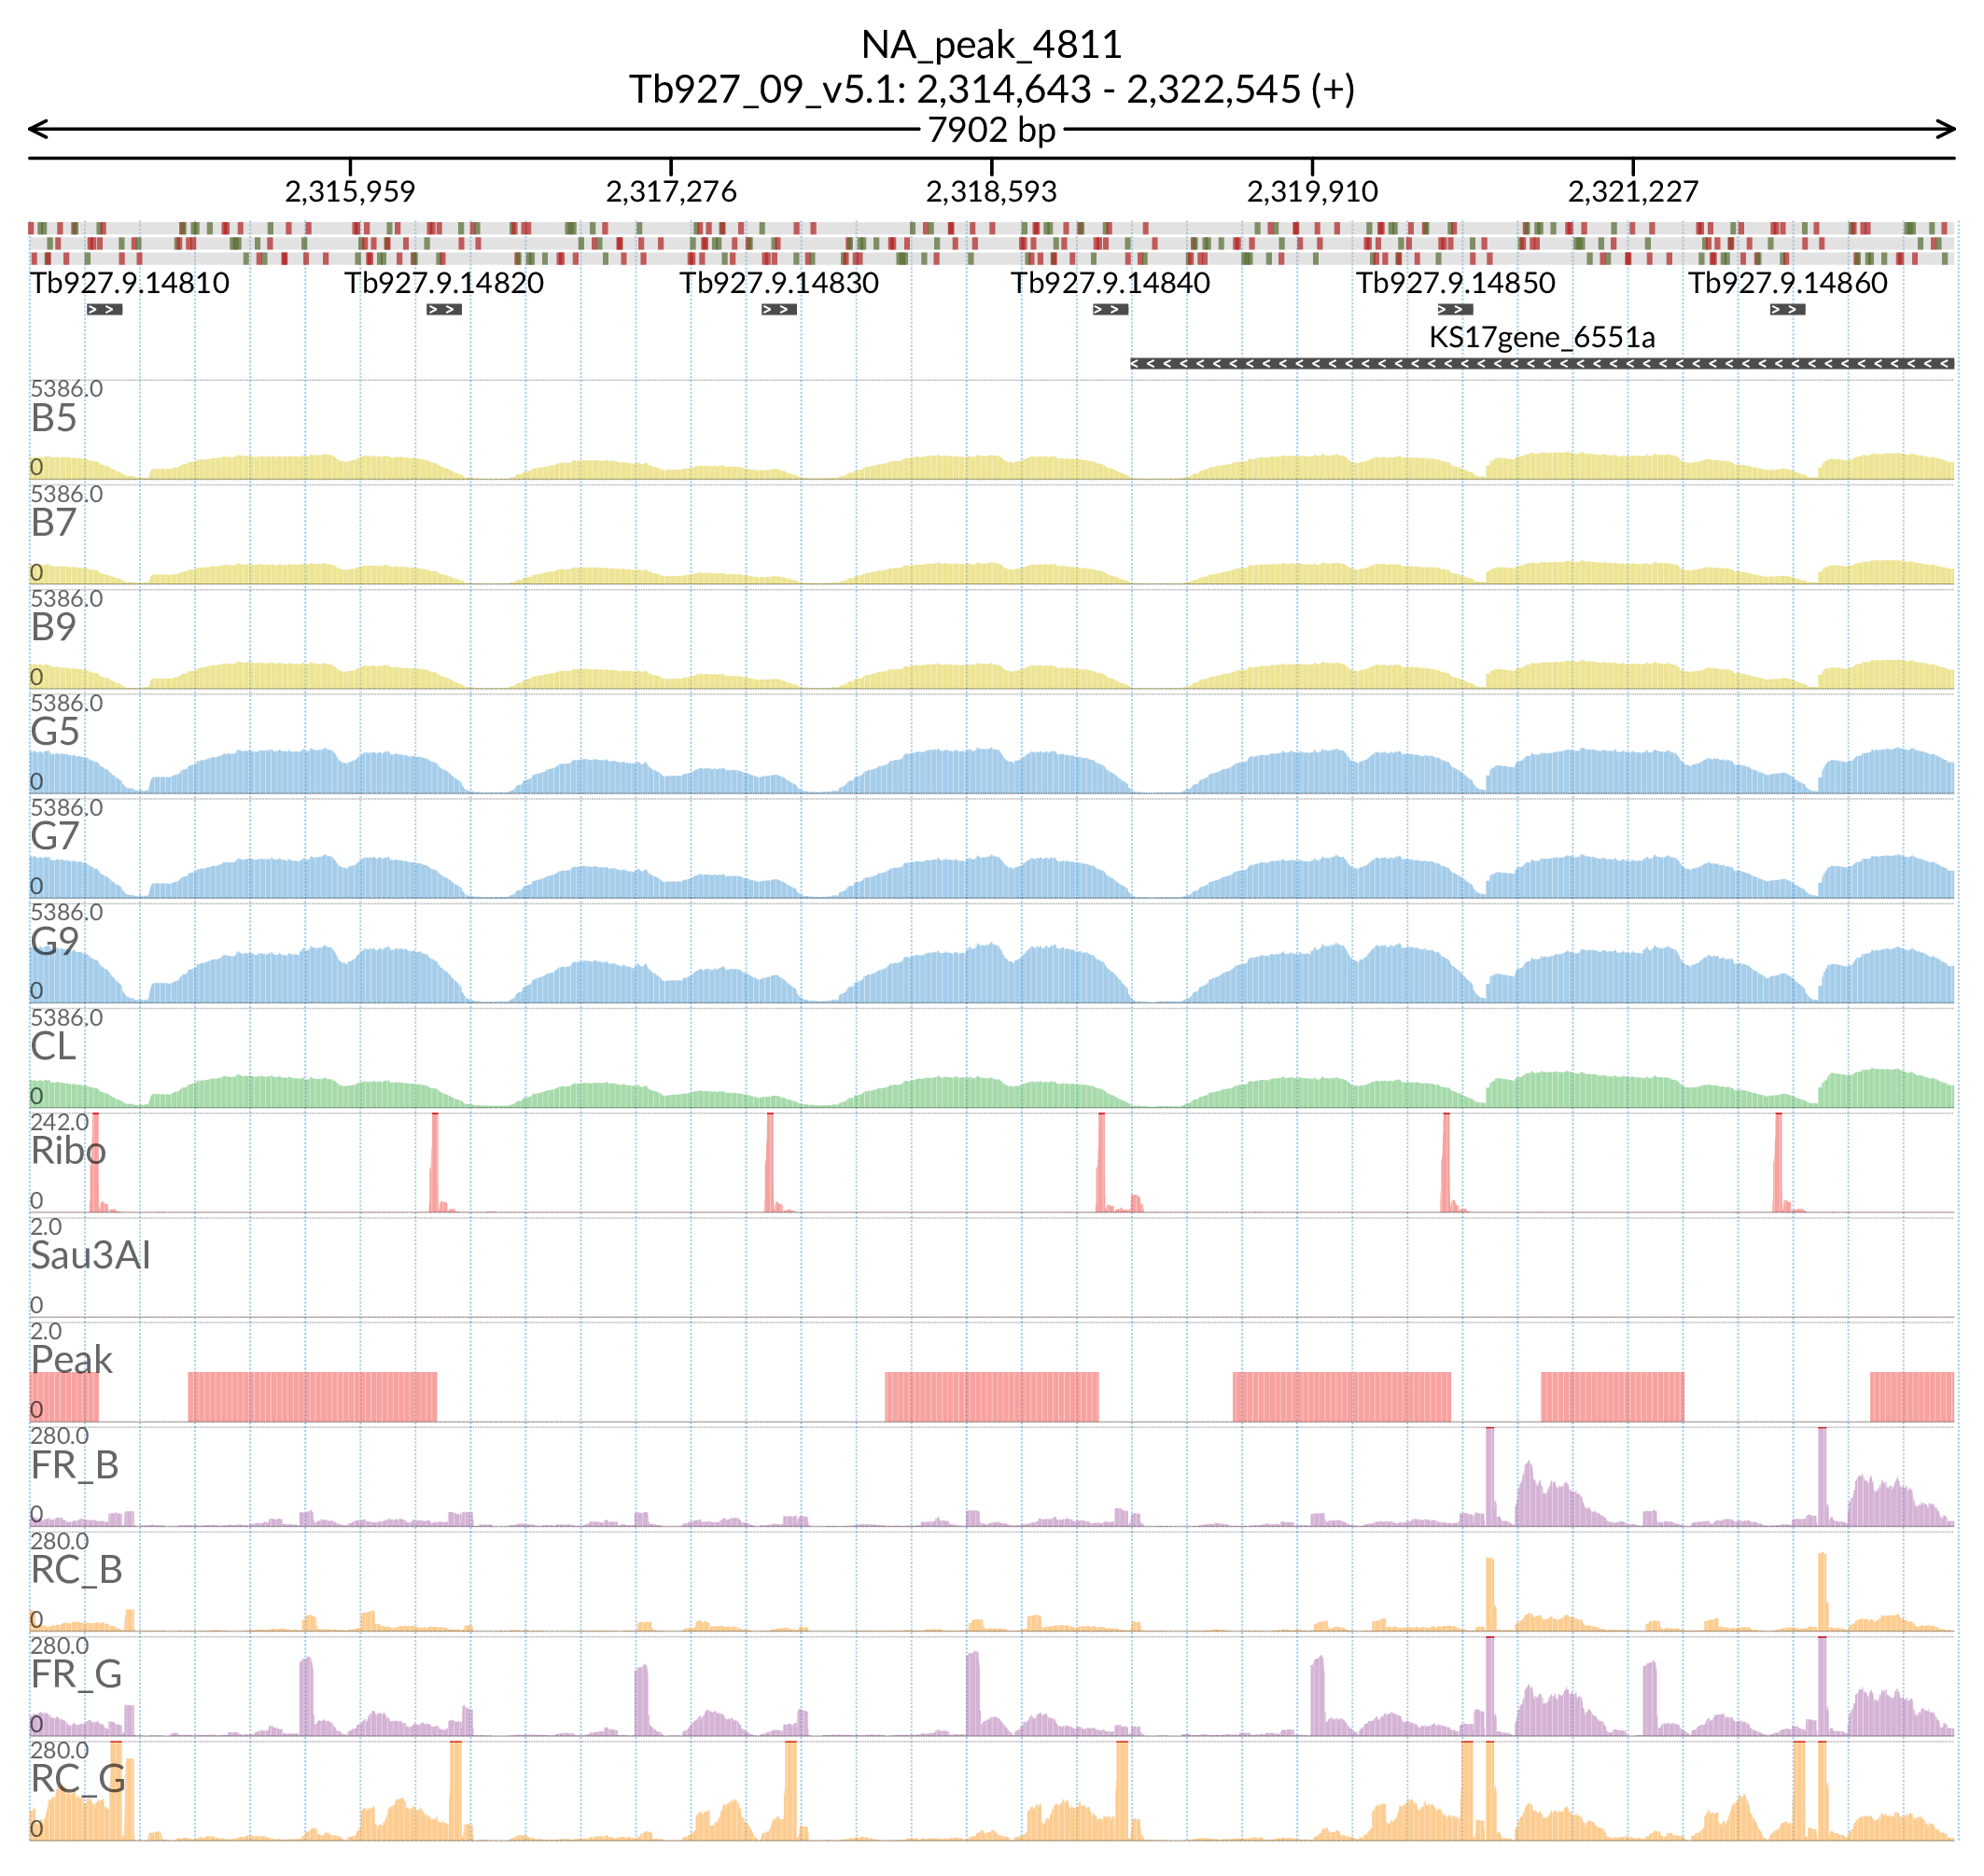 NA_peak_4811
Tb927_09_v5.1: 2,314,643 - 2,322,545 (+)
7902 bp
2,315,959 2,317,276 2,318,593 2,319,910 2,321,227
Tb927.9.14810 Tb927.9.14820 Tb927.9.14830 Tb927.9.14840 Tb927.9.14850 Tb927.9.14860
KS17gene_6551a
5386.0
B5
0
5386.0
B7
0
5386.0
B9
0
5386.0
G5
0
5386.0
G7
0
5386.0
G9
0
5386.0
CL
0
242.0
Ribo
0
2.0
Sau3AI
0
2.0
Peak
0
280.0
FR_B
0
280.0
RC_B
0
280.0
FR_G
0
280.0
RC_G
0